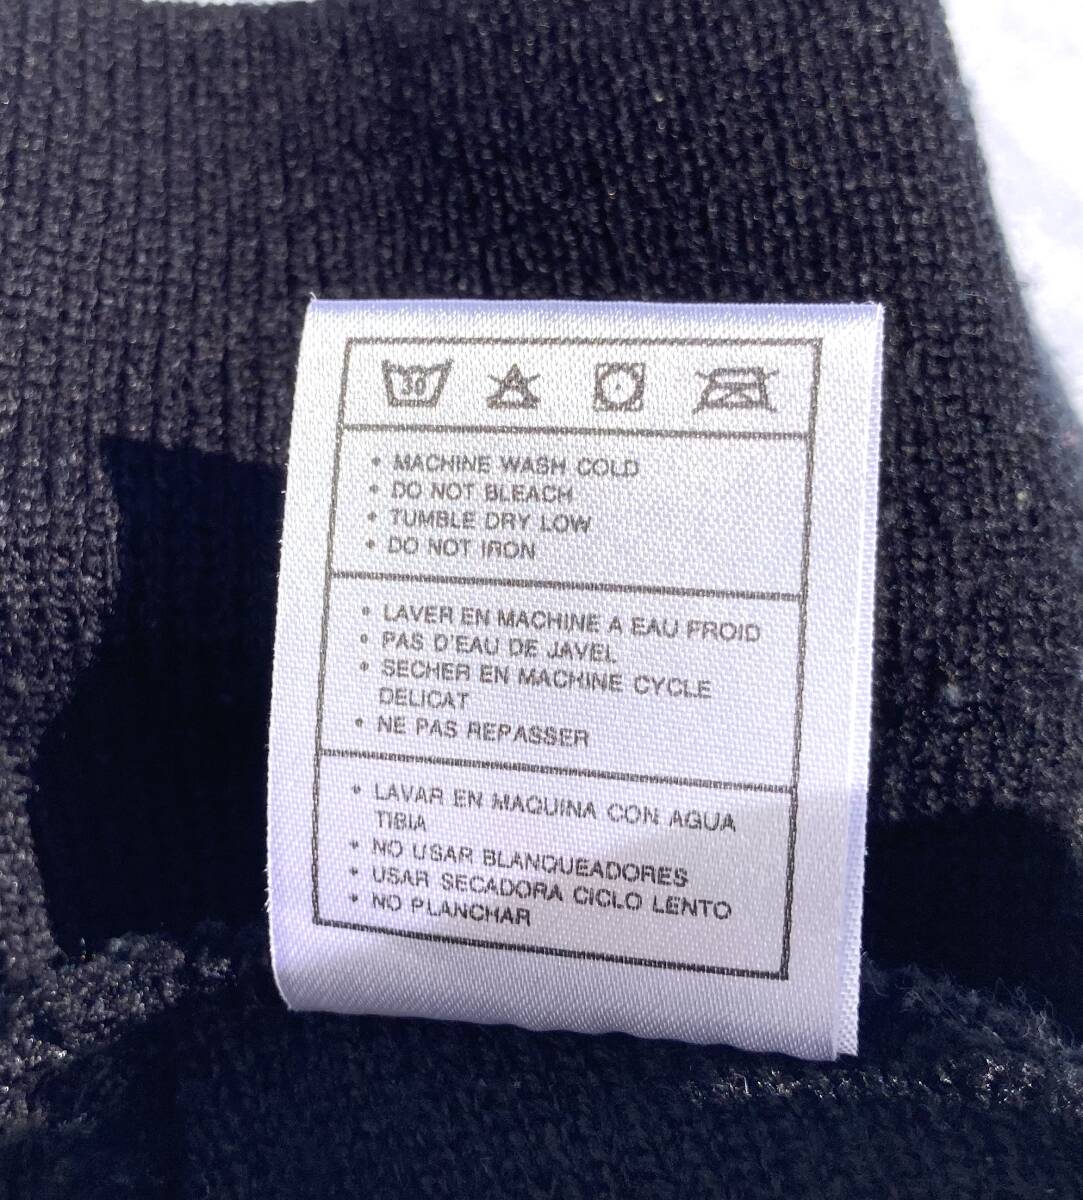 30
• MACHINE WASH COLD
• DO NOT BLEACH
• TUMBLE DRY LOW
• DO NOT IRON
• LAVER EN MACHINE A EAU FROID
• PAS D'EAU DE JAVEL
• SECHER EN MACHINE CYCLE
DELICAT
• NE PAS REPASSER
• LAVAR EN MAQUINA CON AGUA
TIBIA
• NO USAR BLANQUEADORES
• USAR SECADORA CICLO LENTO
• NO PLANCHAR